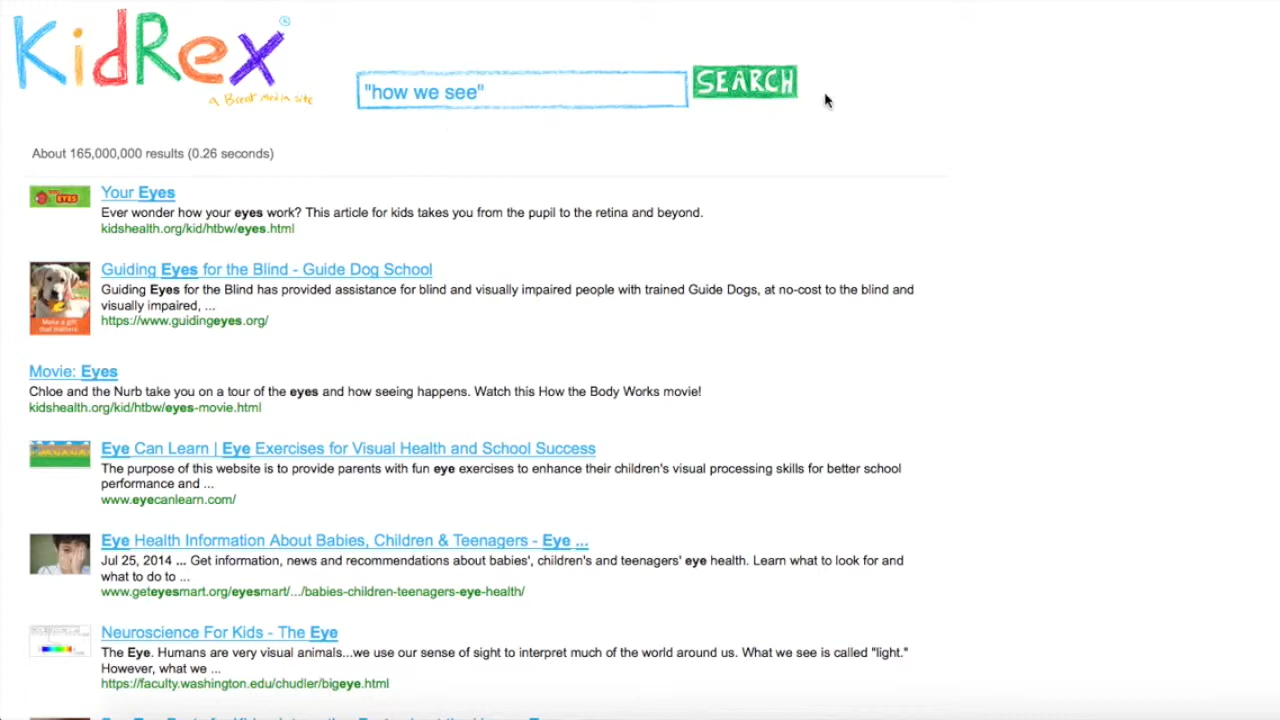 KidRex®
a Brent Media site
"how we see"
SEARCH
About 165,000,000 results (0.26 seconds)
EYES
Your Eyes
Ever wonder how your eyes work? This article for kids takes you from the pupil to the retina and beyond.
kidshealth.org/kid/htbw/eyes.html
Guiding Eyes for the Blind - Guide Dog School
Guiding Eyes for the Blind has provided assistance for blind and visually impaired people with trained Guide Dogs, at no-cost to the blind and
visually impaired, ...
https://www.guidingeyes.org/
Make a gift
that matters.
Movie: Eyes
Chloe and the Nurb take you on a tour of the eyes and how seeing happens. Watch this How the Body Works movie!
kidshealth.org/kid/htbw/eyes-movie.html
Eye Can Learn | Eye Exercises for Visual Health and School Success
The purpose of this website is to provide parents with fun eye exercises to enhance their children's visual processing skills for better school
performance and ...
www.eyecanlearn.com/
Eye Health Information About Babies, Children & Teenagers - Eye ...
Jul 25, 2014 ... Get information, news and recommendations about babies', children's and teenagers' eye health. Learn what to look for and
what to do to ...
www.geteyesmart.org/eyesmart/.../babies-children-teenagers-eye-health/
Neuroscience For Kids - The Eye
The Eye. Humans are very visual animals...we use our sense of sight to interpret much of the world around us. What we see is called "light."
However, what we ...
https://faculty.washington.edu/chudler/bigeye.html